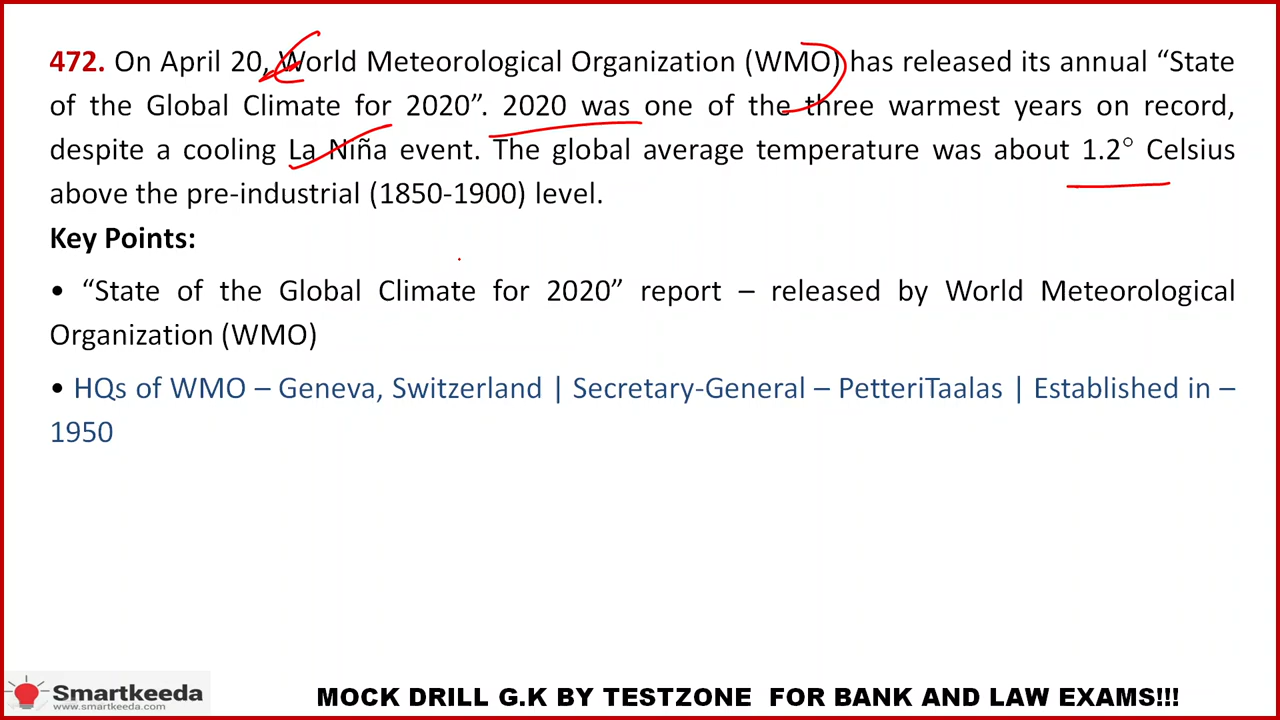 472. On April 20, World Meteorological Organization (WMO) has released its annual “State
of the Global Climate for 2020”. 2020 was one of the three warmest years on record,
despite a cooling La Niña event. The global average temperature was about 1.2° Celsius
above the pre-industrial (1850-1900) level.
Key Points:
• “State of the Global Climate for 2020” report – released by World Meteorological
Organization (WMO)
• HQs of WMO – Geneva, Switzerland | Secretary-General – PetteriTaalas | Established in –
1950
Smartkeeda
www.smartkeeda.com
MOCK DRILL G.K BY TESTZONE FOR BANK AND LAW EXAMS!!!